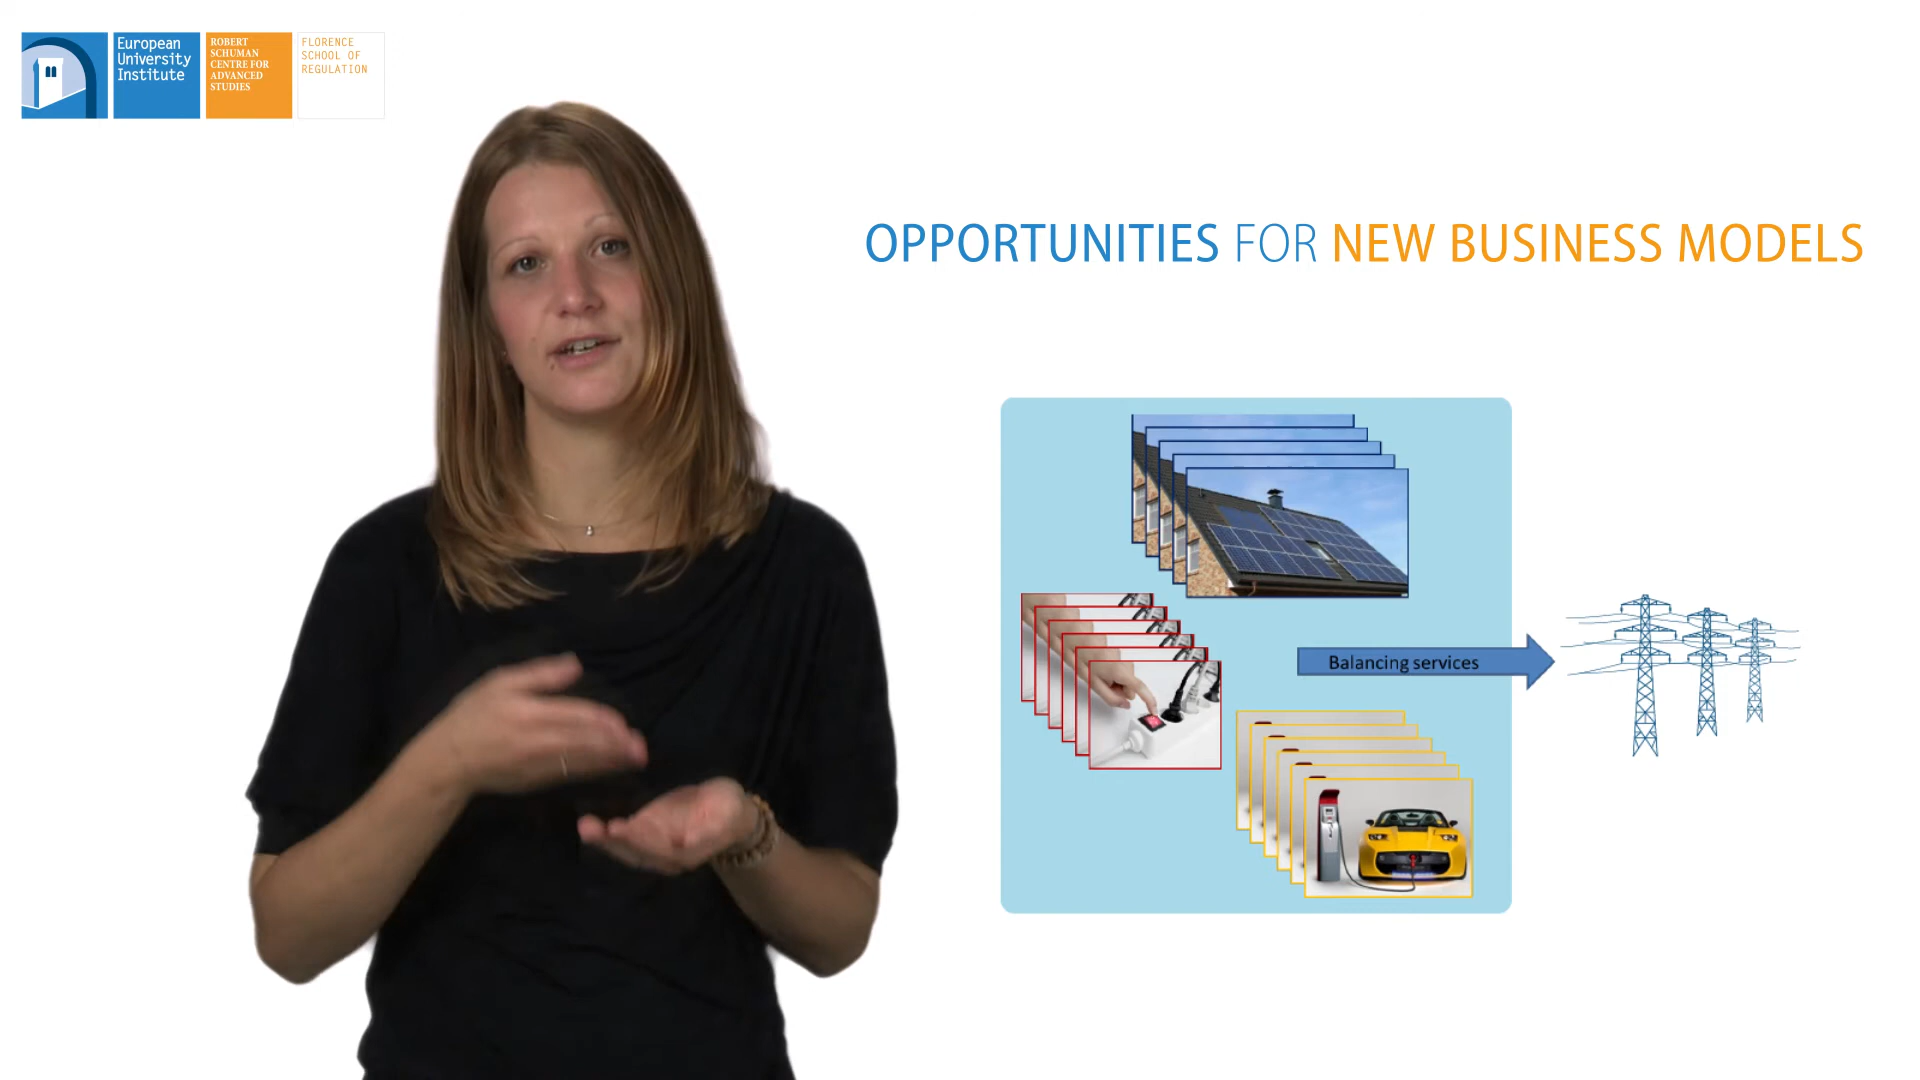 European
University
Institute
ROBERT
SCHUMAN
CENTRE FOR
ADVANCED
STUDIES
FLORENCE
SCHOOL OF
REGULATION
OPPORTUNITIES FOR NEW BUSINESS MODELS
Balancing services